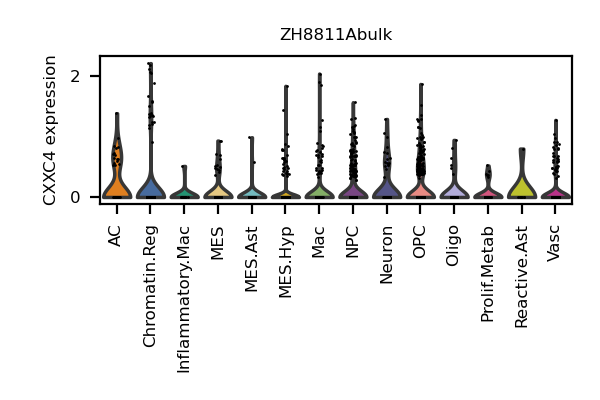 ZH8811Abulk
CXXC4 expression
2
0
AC
Chromatin.Reg
Inflammatory.Mac
MES
MES.Ast
MES.Hyp
Mac
NPC
Neuron
OPC
Oligo
Prolif.Metab
Reactive.Ast
Vasc